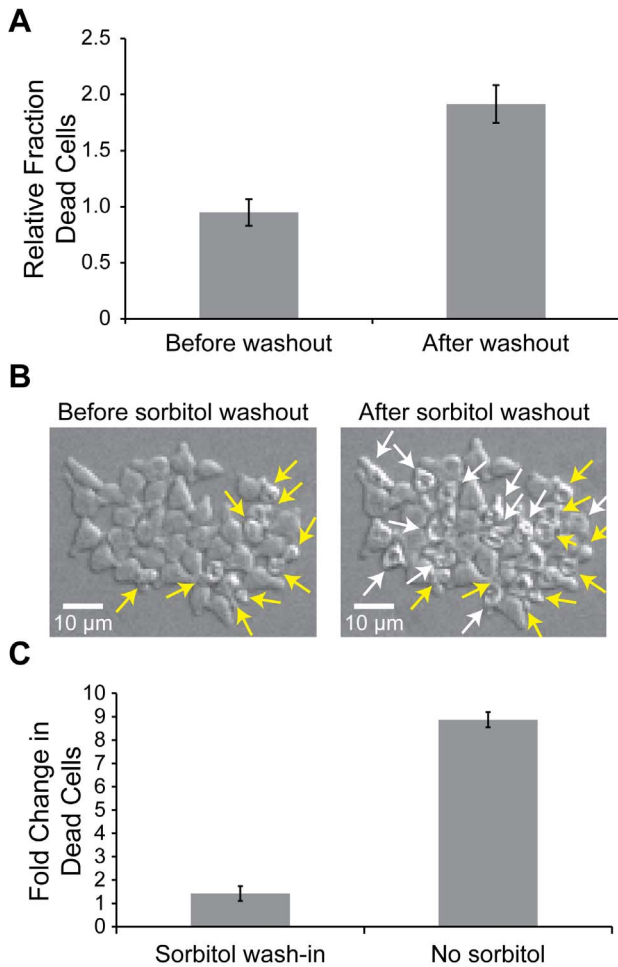 A
Relative Fraction
Dead Cells
2.5
2.0
1.5
1.0
0.5
0
Before washout
After washout
B
Before sorbitol washout
After sorbitol washout
10 µm
10 µm
C
Fold Change in
Dead Cells
10
9
8
7
6
5
4
3
2
1
0
Sorbitol wash-in
No sorbitol